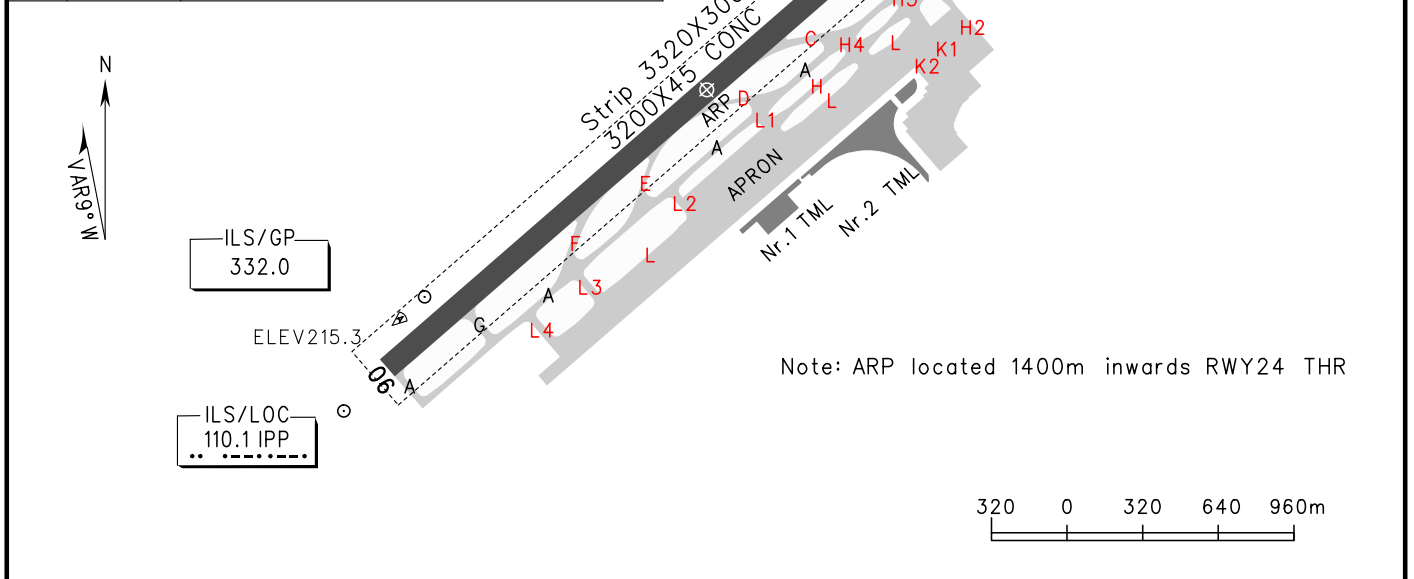 H3
H2
C
H4
L
K1
K2
Strip 3320X300
3200X45 CONC
N
A
H
L
D
ARP
L1
A
APRON
VAR9°W
E
L2
Nr.1 TML
Nr.2 TML
ILS/GP
332.0
F
L
L3
A
G
L4
ELEV215.3
06
A
Note: ARP located 1400m inwards RWY24 THR
ILS/LOC
110.1 IPP
•• •––••––•
320 0 320 640 960m